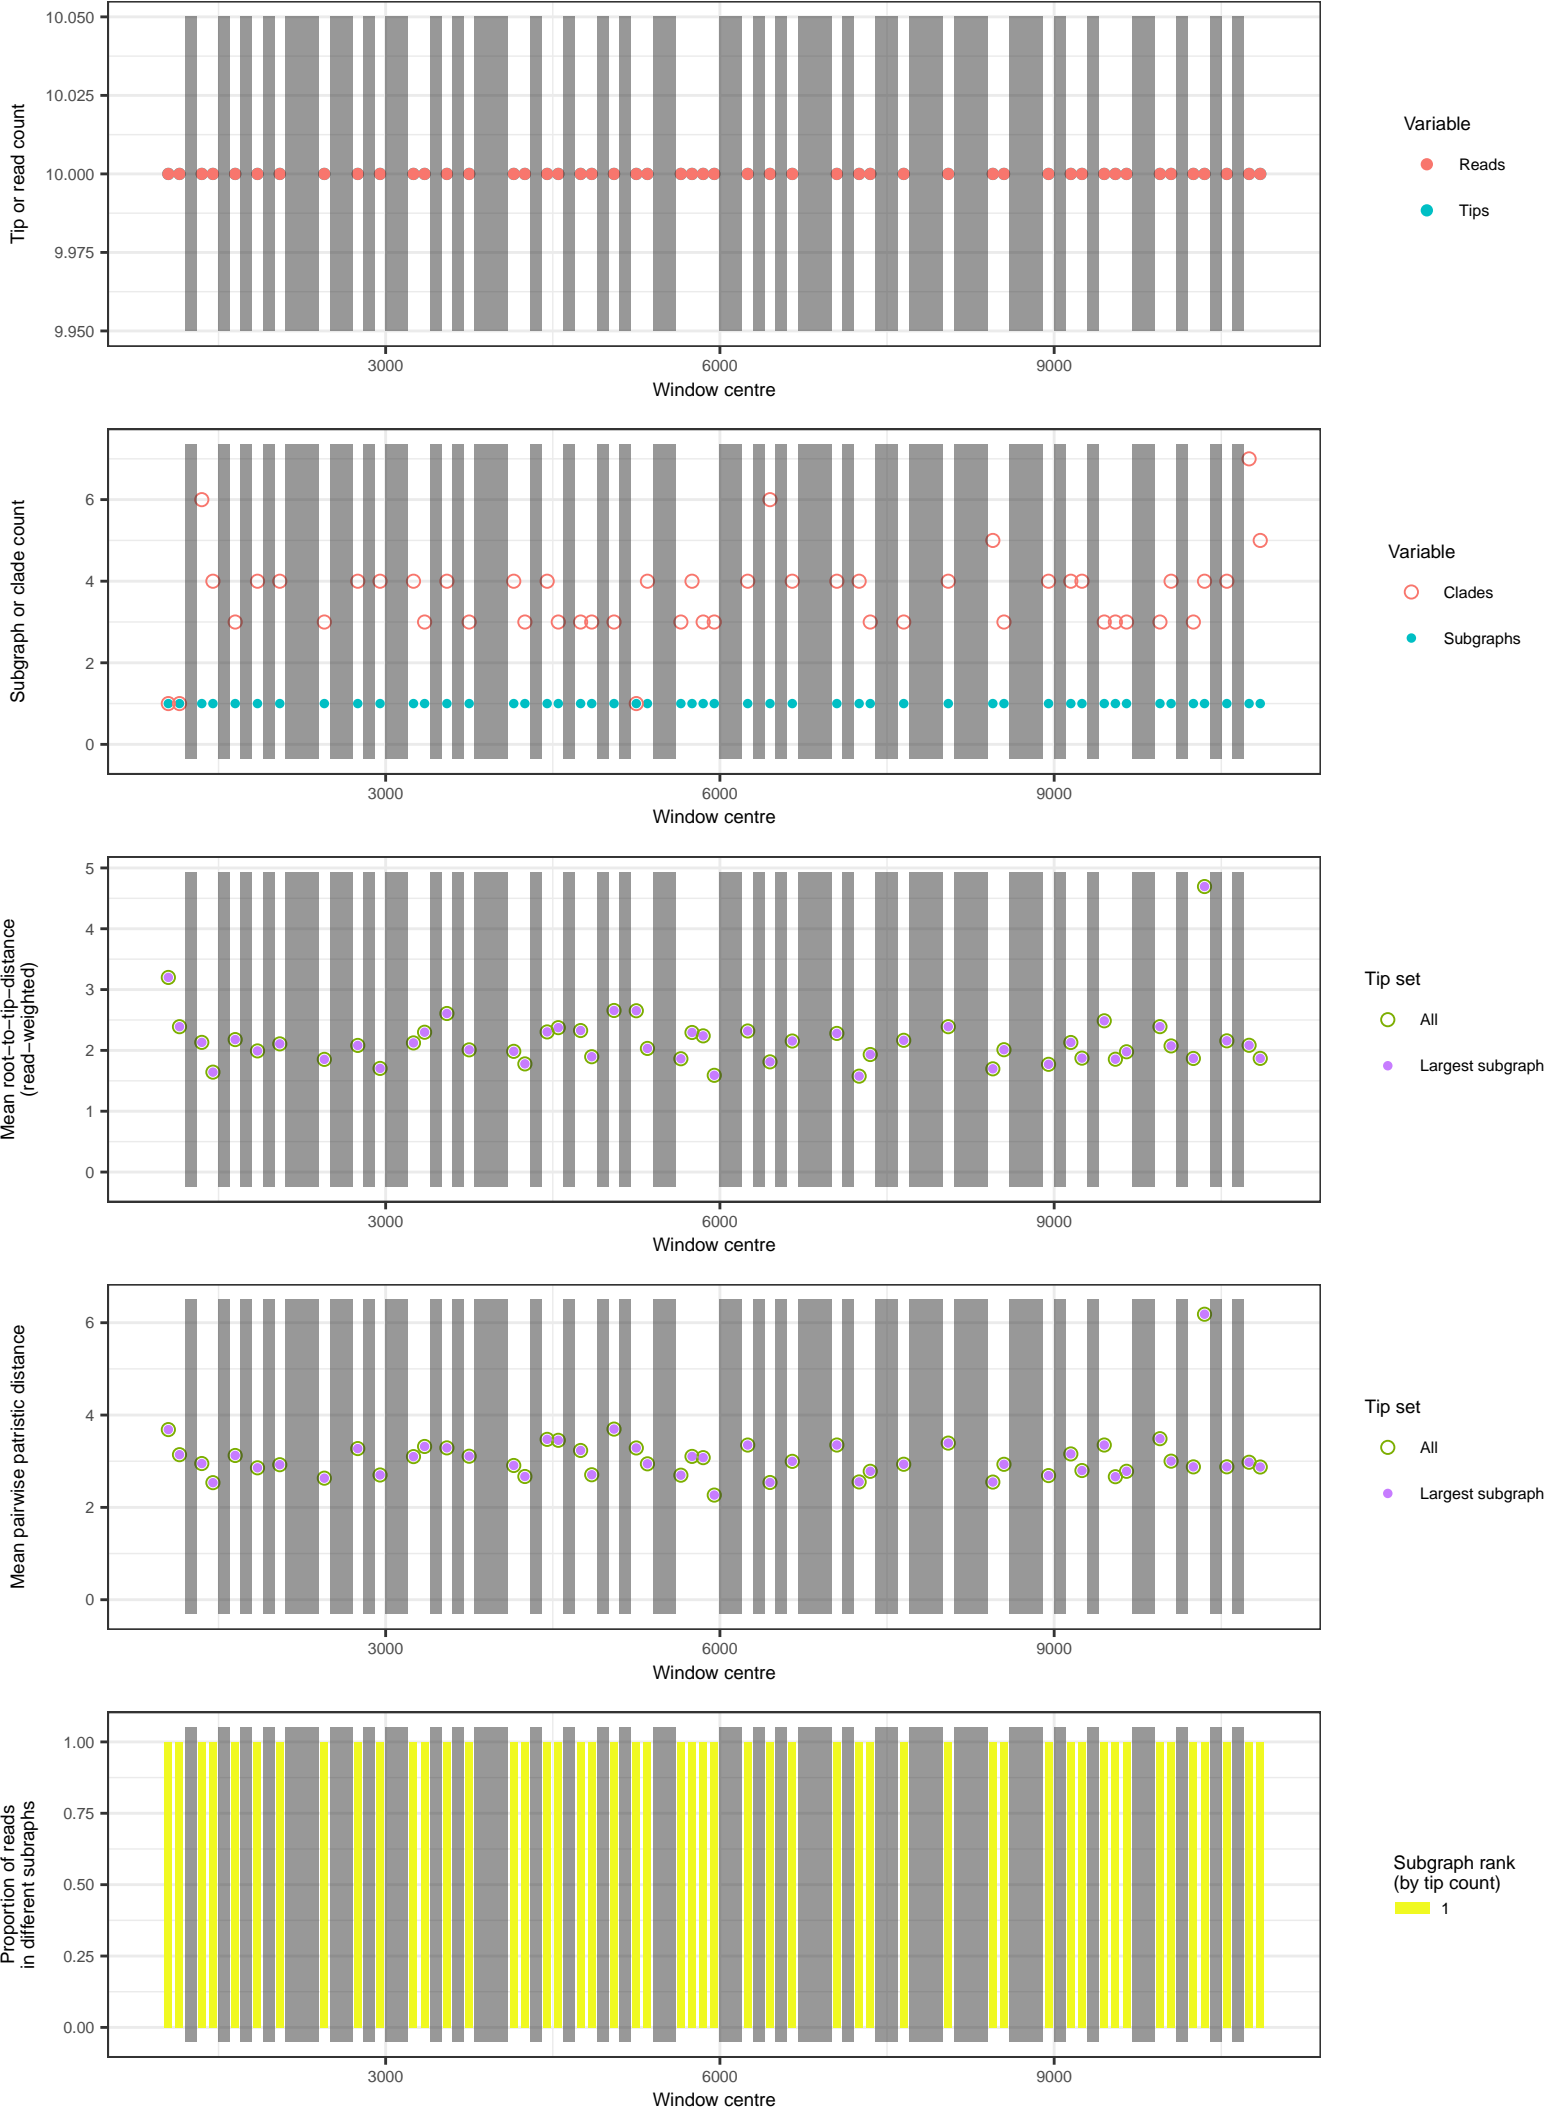 10.050
10.025
10.000
9.975
9.950
Tip or read count
3000 6000 9000
Window centre
Variable
Reads
Tips
6
4
2
0
Subgraph or clade count
3000 6000 9000
Window centre
Variable
Clades
Subgraphs
5
4
3
2
1
0
Mean root−to−tip−distance
(read−weighted)
3000 6000 9000
Window centre
Tip set
All
Largest subgraph
6
4
2
0
Mean pairwise patristic distance
3000 6000 9000
Window centre
Tip set
All
Largest subgraph
1.00
0.75
0.50
0.25
0.00
Proportion of reads
in different subraphs
3000 6000 9000
Window centre
Subgraph rank
(by tip count)
1